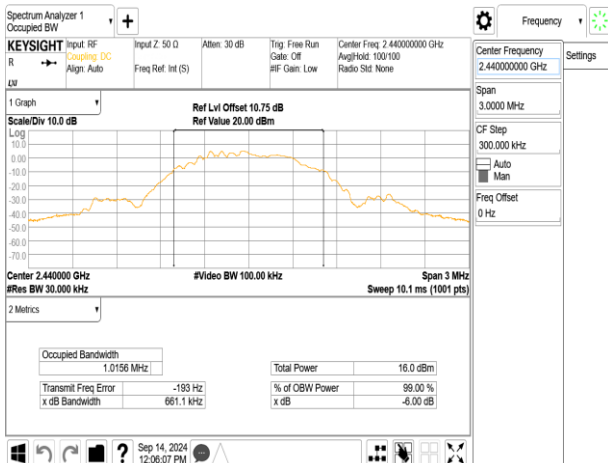 Spectrum Analyzer 1
Occupied BW
Frequency
KEYSIGHT
R
Input: RF
Coupling: DC
Align: Auto
Input Z: 50 Ω
Freq Ref: Int (S)
Atten: 30 dB
Trig: Free Run
Gate: Off
#IF Gain: Low
Center Freq: 2.440000000 GHz
Avg|Hold: 100/100
Radio Std: None
Center Frequency
2.440000000 GHz
Settings
Span
3.0000 MHz
CF Step
300.000 kHz
Auto
Man
Freq Offset
0 Hz
1 Graph
Scale/Div 10.0 dB
Ref Lvl Offset 10.75 dB
Ref Value 20.00 dBm
Log
10.0
0.00
-10.0
-20.0
-30.0
-40.0
-50.0
-60.0
-70.0
Center 2.440000 GHz
#Video BW 100.00 kHz
Span 3 MHz
#Res BW 30.000 kHz
Sweep 10.1 ms (1001 pts)
2 Metrics
Occupied Bandwidth
1.0156 MHz
Total Power 16.0 dBm
Transmit Freq Error -193 Hz
% of OBW Power 99.00 %
x dB Bandwidth 661.1 kHz
x dB -6.00 dB
?
Sep 14, 2024
12:06:07 PM